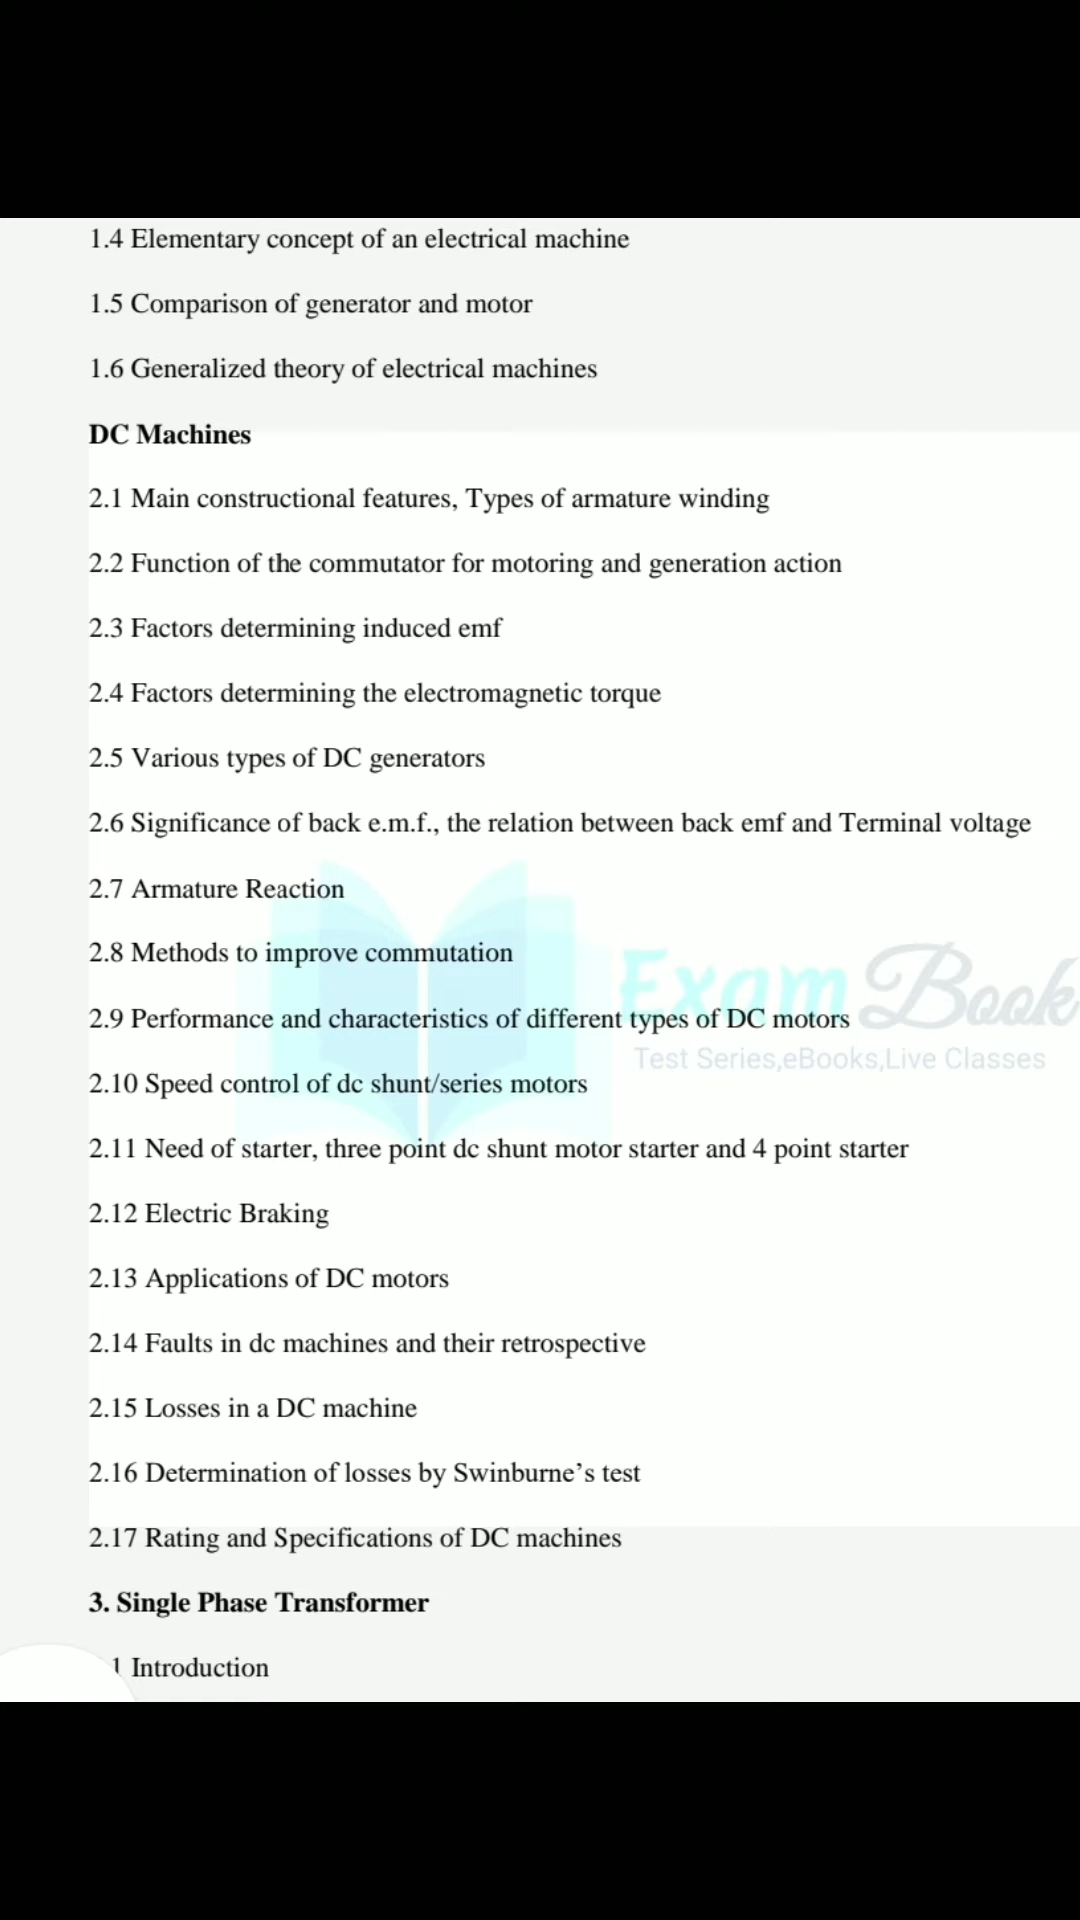 1.4 Elementary concept of an electrical machine
1.5 Comparison of generator and motor
1.6 Generalized theory of electrical machines
DC Machines
2.1 Main constructional features, Types of armature winding
2.2 Function of the commutator for motoring and generation action
2.3 Factors determining induced emf
2.4 Factors determining the electromagnetic torque
2.5 Various types of DC generators
2.6 Significance of back e.m.f., the relation between back emf and Terminal voltage
2.7 Armature Reaction
2.8 Methods to improve commutation
Exam Book
2.9 Performance and characteristics of different types of DC motors
Test Series,eBooks,Live Classes
2.10 Speed control of dc shunt/series motors
2.11 Need of starter, three point dc shunt motor starter and 4 point starter
2.12 Electric Braking
2.13 Applications of DC motors
2.14 Faults in dc machines and their retrospective
2.15 Losses in a DC machine
2.16 Determination of losses by Swinburne’s test
2.17 Rating and Specifications of DC machines
3. Single Phase Transformer
1 Introduction